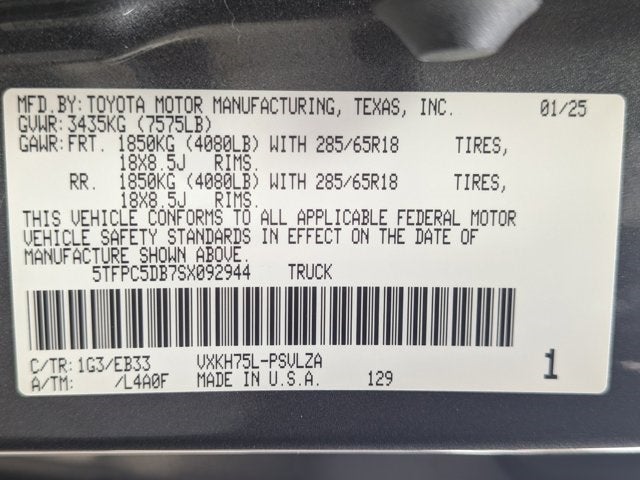 MFD.BY: TOYOTA MOTOR MANUFACTURING, TEXAS, INC. 01/25
GVWR: 3435KG (7575LB)
GAWR: FRT. 1850KG (4080LB) WITH 285/65R18 TIRES,
18X8.5J RIMS.
RR. 1850KG (4080LB) WITH 285/65R18 TIRES,
18X8.5J RIMS.
THIS VEHICLE CONFORMS TO ALL APPLICABLE FEDERAL MOTOR
VEHICLE SAFETY STANDARDS IN EFFECT ON THE DATE OF
MANUFACTURE SHOWN ABOVE.
5TFPC5DB7SX092944 TRUCK
C/TR: 1G3/EB33 VXKH75L-PSVLZA
A/TM: /L4A0F MADE IN U.S.A. 129 1